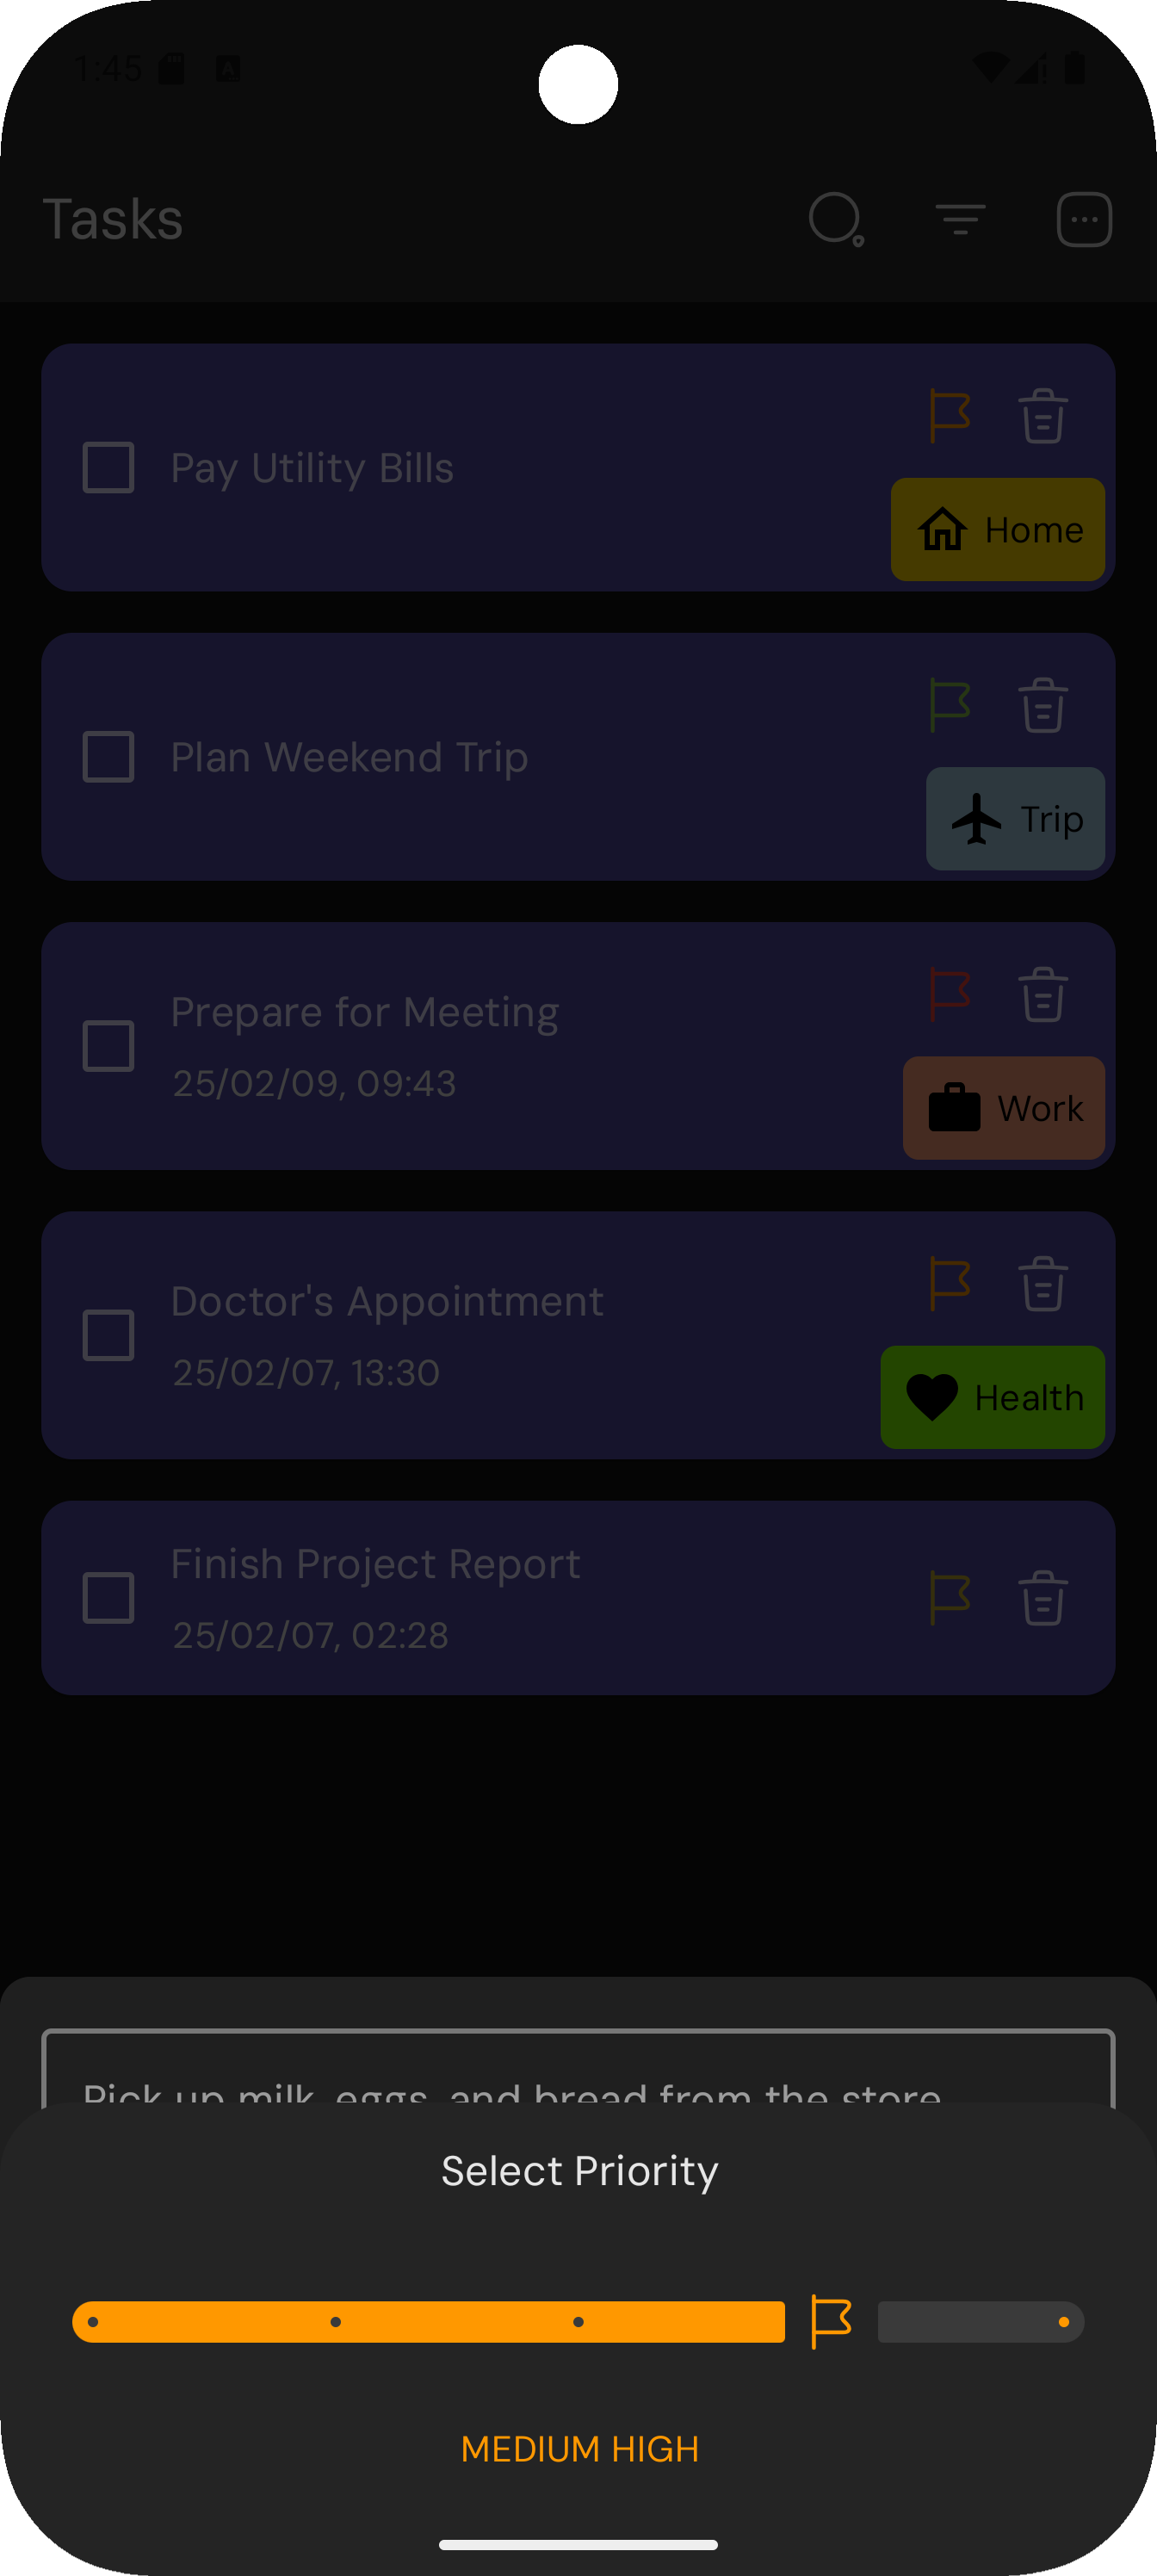 1:45
Tasks
Pay Utility Bills
Home
Plan Weekend Trip
Trip
Prepare for Meeting
25/02/09, 09:43
Work
Doctor's Appointment
25/02/07, 13:30
Health
Finish Project Report
25/02/07, 02:28
Pick up milk, eggs, and bread from the store
Select Priority
MEDIUM HIGH